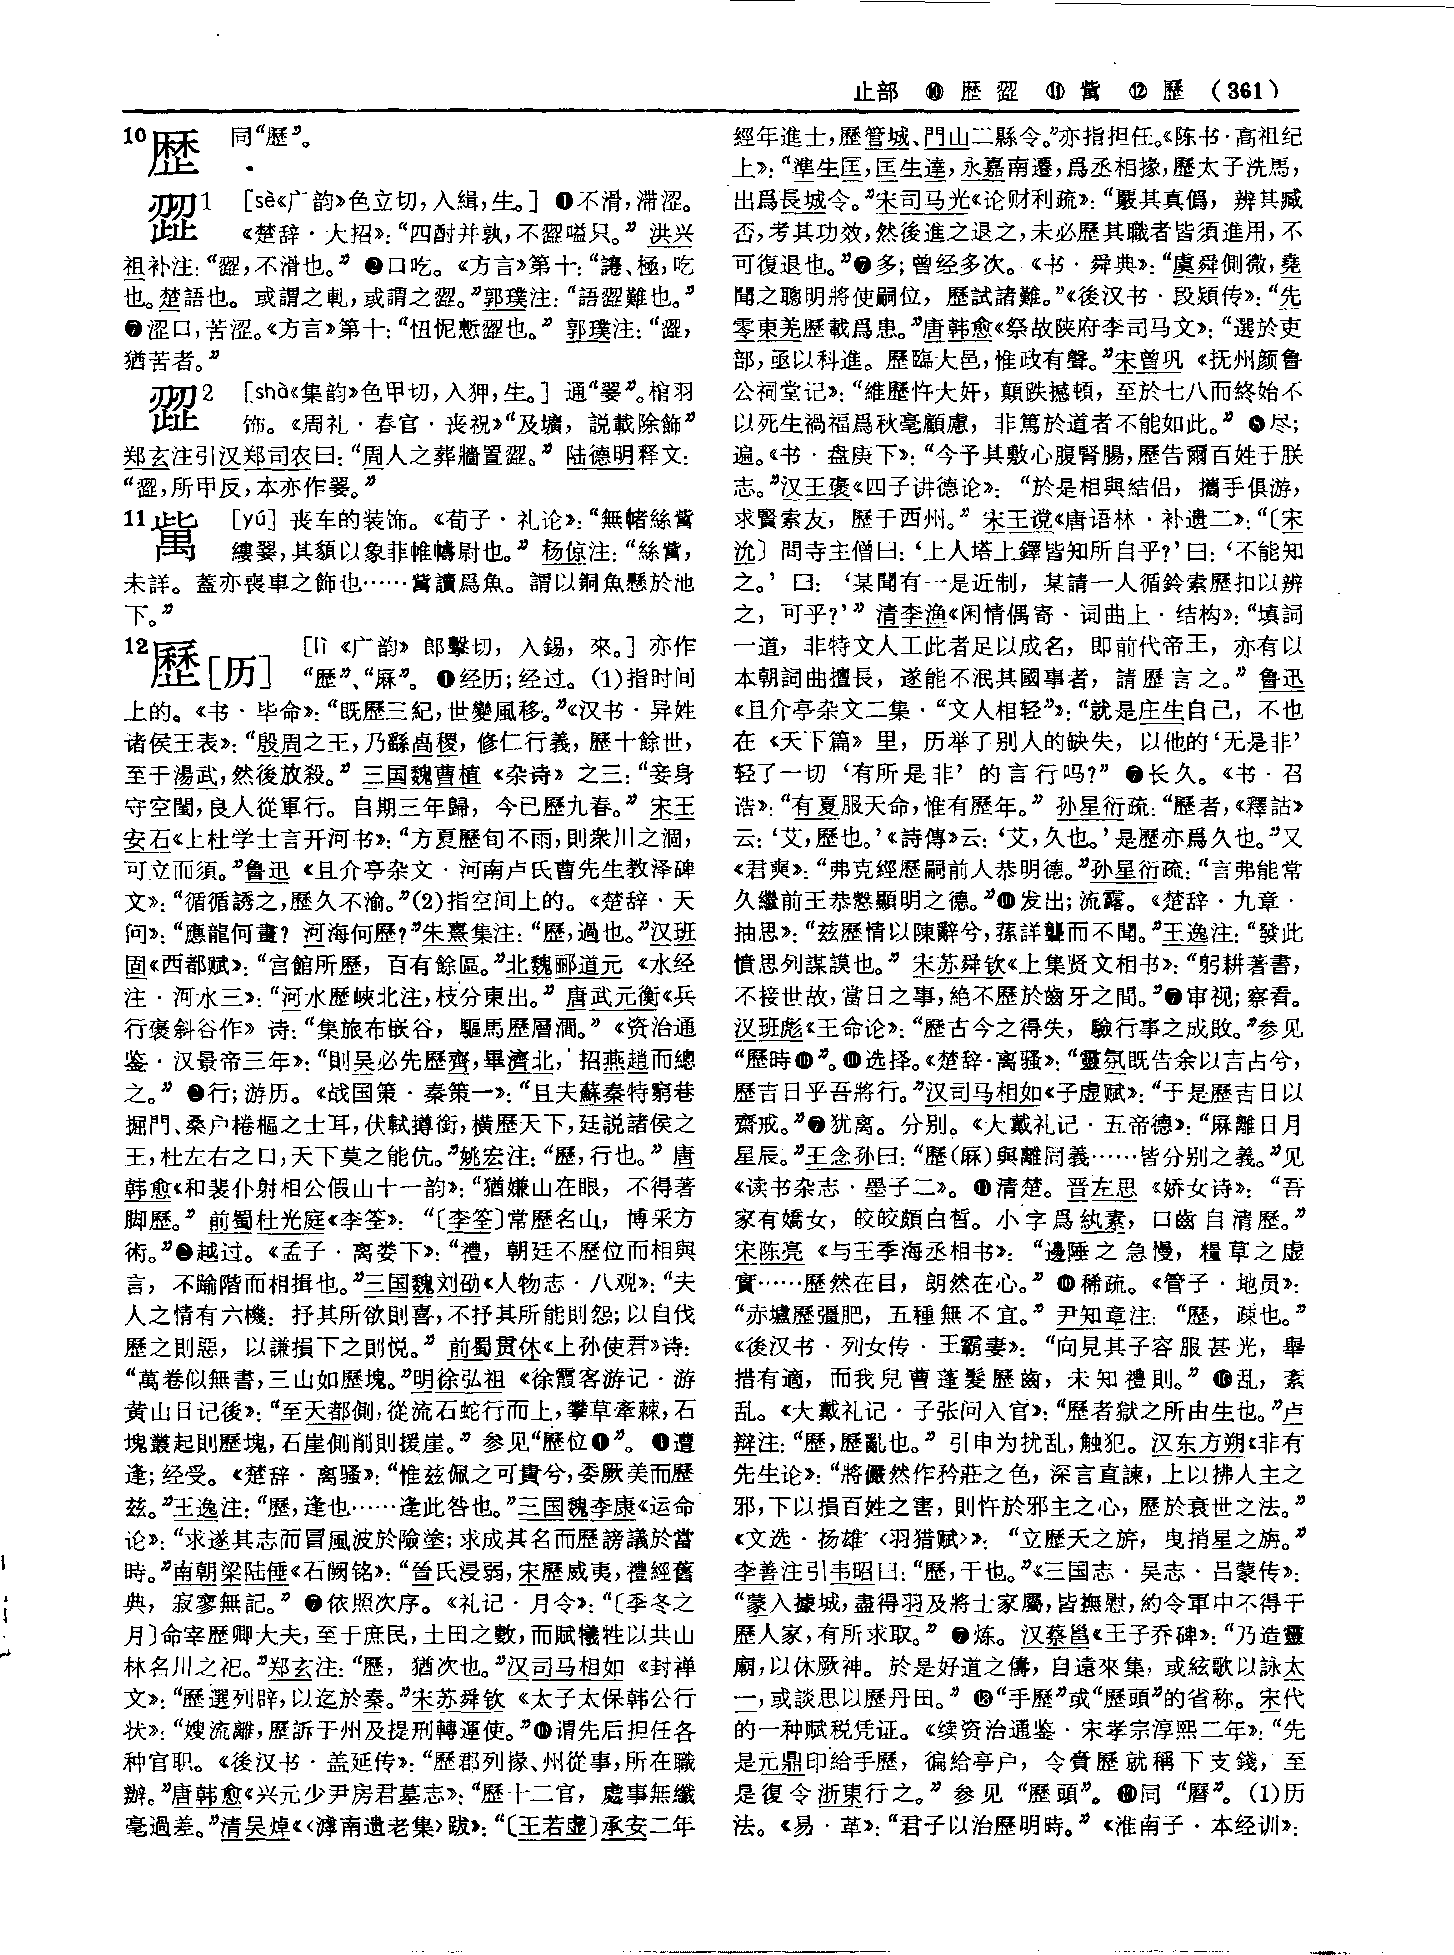 止部 ⑩ 歴 歰 ⑪ 䰻 ⑫ 歷 (361)
10歴 同“歷”。
歰1 [sè《广韵》色立切,入緝,生。] ❶不滑,滞涩。
《楚辞·大招》:“四酎并孰,不歰嗌只。” 洪兴
祖补注:“歰,不滑也。” ❷口吃。《方言》第十:“讓、極,吃
也。楚語也。或謂之軋,或謂之歰。”郭璞注:“語歰難也。”
涩口,苦涩。《方言》第十:“忸怩慙歰也。” 郭璞注:“歰,
猶苦者。”
歰2 [shà《集韵》色甲切,入狎,生。] 通“翣”。棺羽
饰。《周礼·春官·丧祝》“及壙,説載除飾”
郑玄注引汉郑司农曰:“周人之葬牆置歰。” 陆德明释文:
“歰,所甲反,本亦作翣。”
11 [yú] 丧车的装饰。《荀子·礼论》:“無帾絲
縷翣,其䫉以象菲帷幬尉也。” 杨倞注:“絲,
未詳。蓋亦喪車之飾也……讀爲魚。謂以銅魚懸於池
下。”
12歷[历] [lì 《广韵》郎擊切,入錫,來。] 亦作
“歴”、“厤”。 ❶经历;经过。(1)指时间
上的。《书·毕命》:“既歷三紀,世變風移。”《汉书·异姓
诸侯王表》:“殷周之王,乃繇卨稷,修仁行義,歷十餘世,
至于湯武,然後放殺。” 三国魏曹植《杂诗》之三:“妾身
守空閨,良人從軍行。自期三年歸,今已歷九春。” 宋王
安石《上杜学士言开河书》:“方夏歷旬不雨,則衆川之涸,
可立而須。”鲁迅《且介亭杂文·河南卢氏曹先生教泽碑
文》:“循循誘之,歷久不渝。”(2)指空间上的。《楚辞·天
问》:“應龍何畫?河海何歷?”朱熹集注:“歷,過也。”汉班
固《西都赋》:“宫館所歷,百有餘區。”北魏郦道元《水经
注·河水三》:“河水歷峽北注,枝分東出。” 唐武元衡《兵
行褒斜谷作》诗:“集旅布嵌谷,驅馬歷層澗。” 《资治通
鉴·汉景帝三年》:“則吴必先歷齊,畢濟北,招燕趙而總
之。” ❷行;游历。《战国策·秦策一》:“且夫蘇秦特窮巷
掘門、桑户棬樞之士耳,伏軾撙銜,横歷天下,廷説諸侯之
王,杜左右之口,天下莫之能伉。”姚宏注:“歷,行也。” 唐
韩愈《和裴仆射相公假山十一韵》:“猶嫌山在眼,不得著
脚歷。” 前蜀杜光庭《李筌》:“〔李筌〕常歷名山,博采方
術。”❸越过。《孟子·离娄下》:“禮,朝廷不歷位而相與
言,不踰階而相揖也。”三国魏刘劭《人物志·八观》:“夫
人之情有六機:抒其所欲則喜,不抒其所能則怨;以自伐
歷之則惡,以謙損下之則悦。” 前蜀贯休《上孙使君》诗:
“萬卷似無書,三山如歷塊。”明徐弘祖《徐霞客游记·游
黄山日记後》:“至天都側,從流石蛇行而上,攀草牽棘,石
塊叢起則歷塊,石崖側削則援崖。” 参见“歷位❶”。 ❹遭
逢;经受。《楚辞·离骚》:“惟兹佩之可貴兮,委厥美而歷
兹。”王逸注:“歷,逢也……逢此咎也。”三国魏李康《运命
论》:“求遂其志而冒風波於險塗;求成其名而歷謗議於當
時。”南朝梁陆倕《石阙铭》:“晉氏浸弱,宋歷威夷,禮經舊
典,寂寥無記。” ❺依照次序。《礼记·月令》:“〔季冬之
月〕命宰歷卿大夫,至于庶民,土田之數,而賦犧牲以共山
林名川之祀。”郑玄注:“歷,猶次也。”汉司马相如《封禅
文》:“歷選列辟,以迄於秦。”宋苏舜钦《太子太保韩公行
状》:“嫂流離,歷訴于州及提刑轉運使。”❻谓先后担任各
种官职。《後汉书·盖延传》:“歷郡列掾、州從事,所在職
辦。”唐韩愈《兴元少尹房君墓志》:“歷十二官,處事無纖
毫過差。”清吴焯《〈滹南遗老集〉跋》:“〔王若虚〕承安二年
經年進士,歷管城、門山二縣令。”亦指担任。《陈书·高祖纪
上》:“準生匡,匡生達,永嘉南遷,爲丞相掾,歷太子洗馬,
出爲長城令。”宋司马光《论财利疏》:“嚴其真僞,辨其臧
否,考其功效,然後進之退之,未必歷其職者皆須進用,不
可復退也。”❼多;曾经多次。《书·舜典》:“虞舜側微,堯
聞之聰明將使嗣位,歷試諸難。”《後汉书·段颎传》:“先
零東羌歷載爲患。”唐韩愈《祭故陕府李司马文》:“選於吏
部,亟以科進。歷臨大邑,惟政有聲。”宋曾巩《抚州颜鲁
公祠堂记》:“維歷忤大奸,顛跌撼頓,至於七八而終始不
以死生禍福爲秋毫顧慮,非篤於道者不能如此。” ❽尽;
遍。《书·盘庚下》:“今予其敷心腹腎腸,歷告爾百姓于朕
志。”汉王褒《四子讲德论》:“於是相與結侣,攜手俱游,
求賢索友,歷于西州。” 宋王谠《唐语林·补遗二》:“〔宋
沇〕問寺主僧曰:‘上人塔上鐸皆知所自乎?’曰:‘不能知
之。’曰:‘某聞有一是近制,某請一人循鈴索歷扣以辨
之,可乎?’” 清李渔《闲情偶寄·词曲上·结构》:“填詞
一道,非特文人工此者足以成名,即前代帝王,亦有以
本朝詞曲擅長,遂能不泯其國事者,請歷言之。” 鲁迅
《且介亭杂文二集·“文人相轻”》:“就是庄生自己,不也
在《天下篇》里,历举了别人的缺失,以他的‘无是非’
轻了一切‘有所是非’的言行吗?” ❾长久。《书·召
诰》:“有夏服天命,惟有歷年。” 孙星衍疏:“歷者,《釋詁》
云:‘艾,歷也。’《詩傳》云:‘艾,久也。’是歷亦爲久也。”又
《君奭》:“弗克經歷嗣前人恭明德。”孙星衍疏:“言弗能常
久繼前王恭慤顯明之德。”❿发出;流露。《楚辞·九章·
抽思》:“兹歷情以陳辭兮,蓀詳聾而不聞。”王逸注:“發此
憤思列謀謨也。” 宋苏舜钦《上集贤文相书》:“躬耕著書,
不接世故,當日之事,絶不歷於齒牙之間。”⓫审视;察看。
汉班彪《王命论》:“歷古今之得失,驗行事之成敗。”参见
“歷時”。⓬选择。《楚辞·离骚》:“靈氛既告余以吉占兮,
歷吉日乎吾將行。”汉司马相如《子虚赋》:“于是歷吉日以
齋戒。”⓭犹离。分别。《大戴礼记·五帝德》:“厤離日月
星辰。”王念孙曰:“歷(厤)與離同義……皆分别之義。”见
《读书杂志·墨子二》。⓮清楚。晋左思《娇女诗》:“吾
家有嬌女,皎皎頗白皙。小字爲紈素,口齒自清歷。”
宋陈亮《与王季海丞相书》:“邊陲之急慢,糧草之虚
實……歷然在目,朗然在心。” ⓯稀疏。《管子·地员》:
“赤壚歷彊肥,五種無不宜。” 尹知章注:“歷,疎也。”
《後汉书·列女传·王霸妻》:“向見其子容服甚光,舉
措有適,而我兒曹蓬髮歷齒,未知禮則。” ⓰乱,紊
乱。《大戴礼记·子张问入官》:“歷者獄之所由生也。”卢
辩注:“歷,歷亂也。” 引申为扰乱,触犯。汉东方朔《非有
先生论》:“將儼然作矜莊之色,深言直諫,上以拂人主之
邪,下以損百姓之害,則忤於邪主之心,歷於衰世之法。”
《文选·扬雄〈羽猎赋〉》:“立歷天之旂,曳捎星之旃。”
李善注引韦昭曰:“歷,干也。”《三国志·吴志·吕蒙传》:
“蒙入據城,盡得羽及將士家屬,皆撫慰,約令軍中不得干
歷人家,有所求取。” ⓱炼。汉蔡邕《王子乔碑》:“乃造靈
廟,以休厥神。於是好道之儔,自遠來集,或絃歌以詠太
一,或談思以歷丹田。” ⓲“手歷”或“歷頭”的省称。宋代
的一种赋税凭证。《续资治通鉴·宋孝宗淳熙二年》:“先
是元鼎印給手歷,徧給亭户,令賫歷就稱下支錢,至
是復令浙東行之。” 参见“歷頭”。⓳同“曆”。(1)历
法。《易·革》:“君子以治歷明時。” 《淮南子·本经训》: